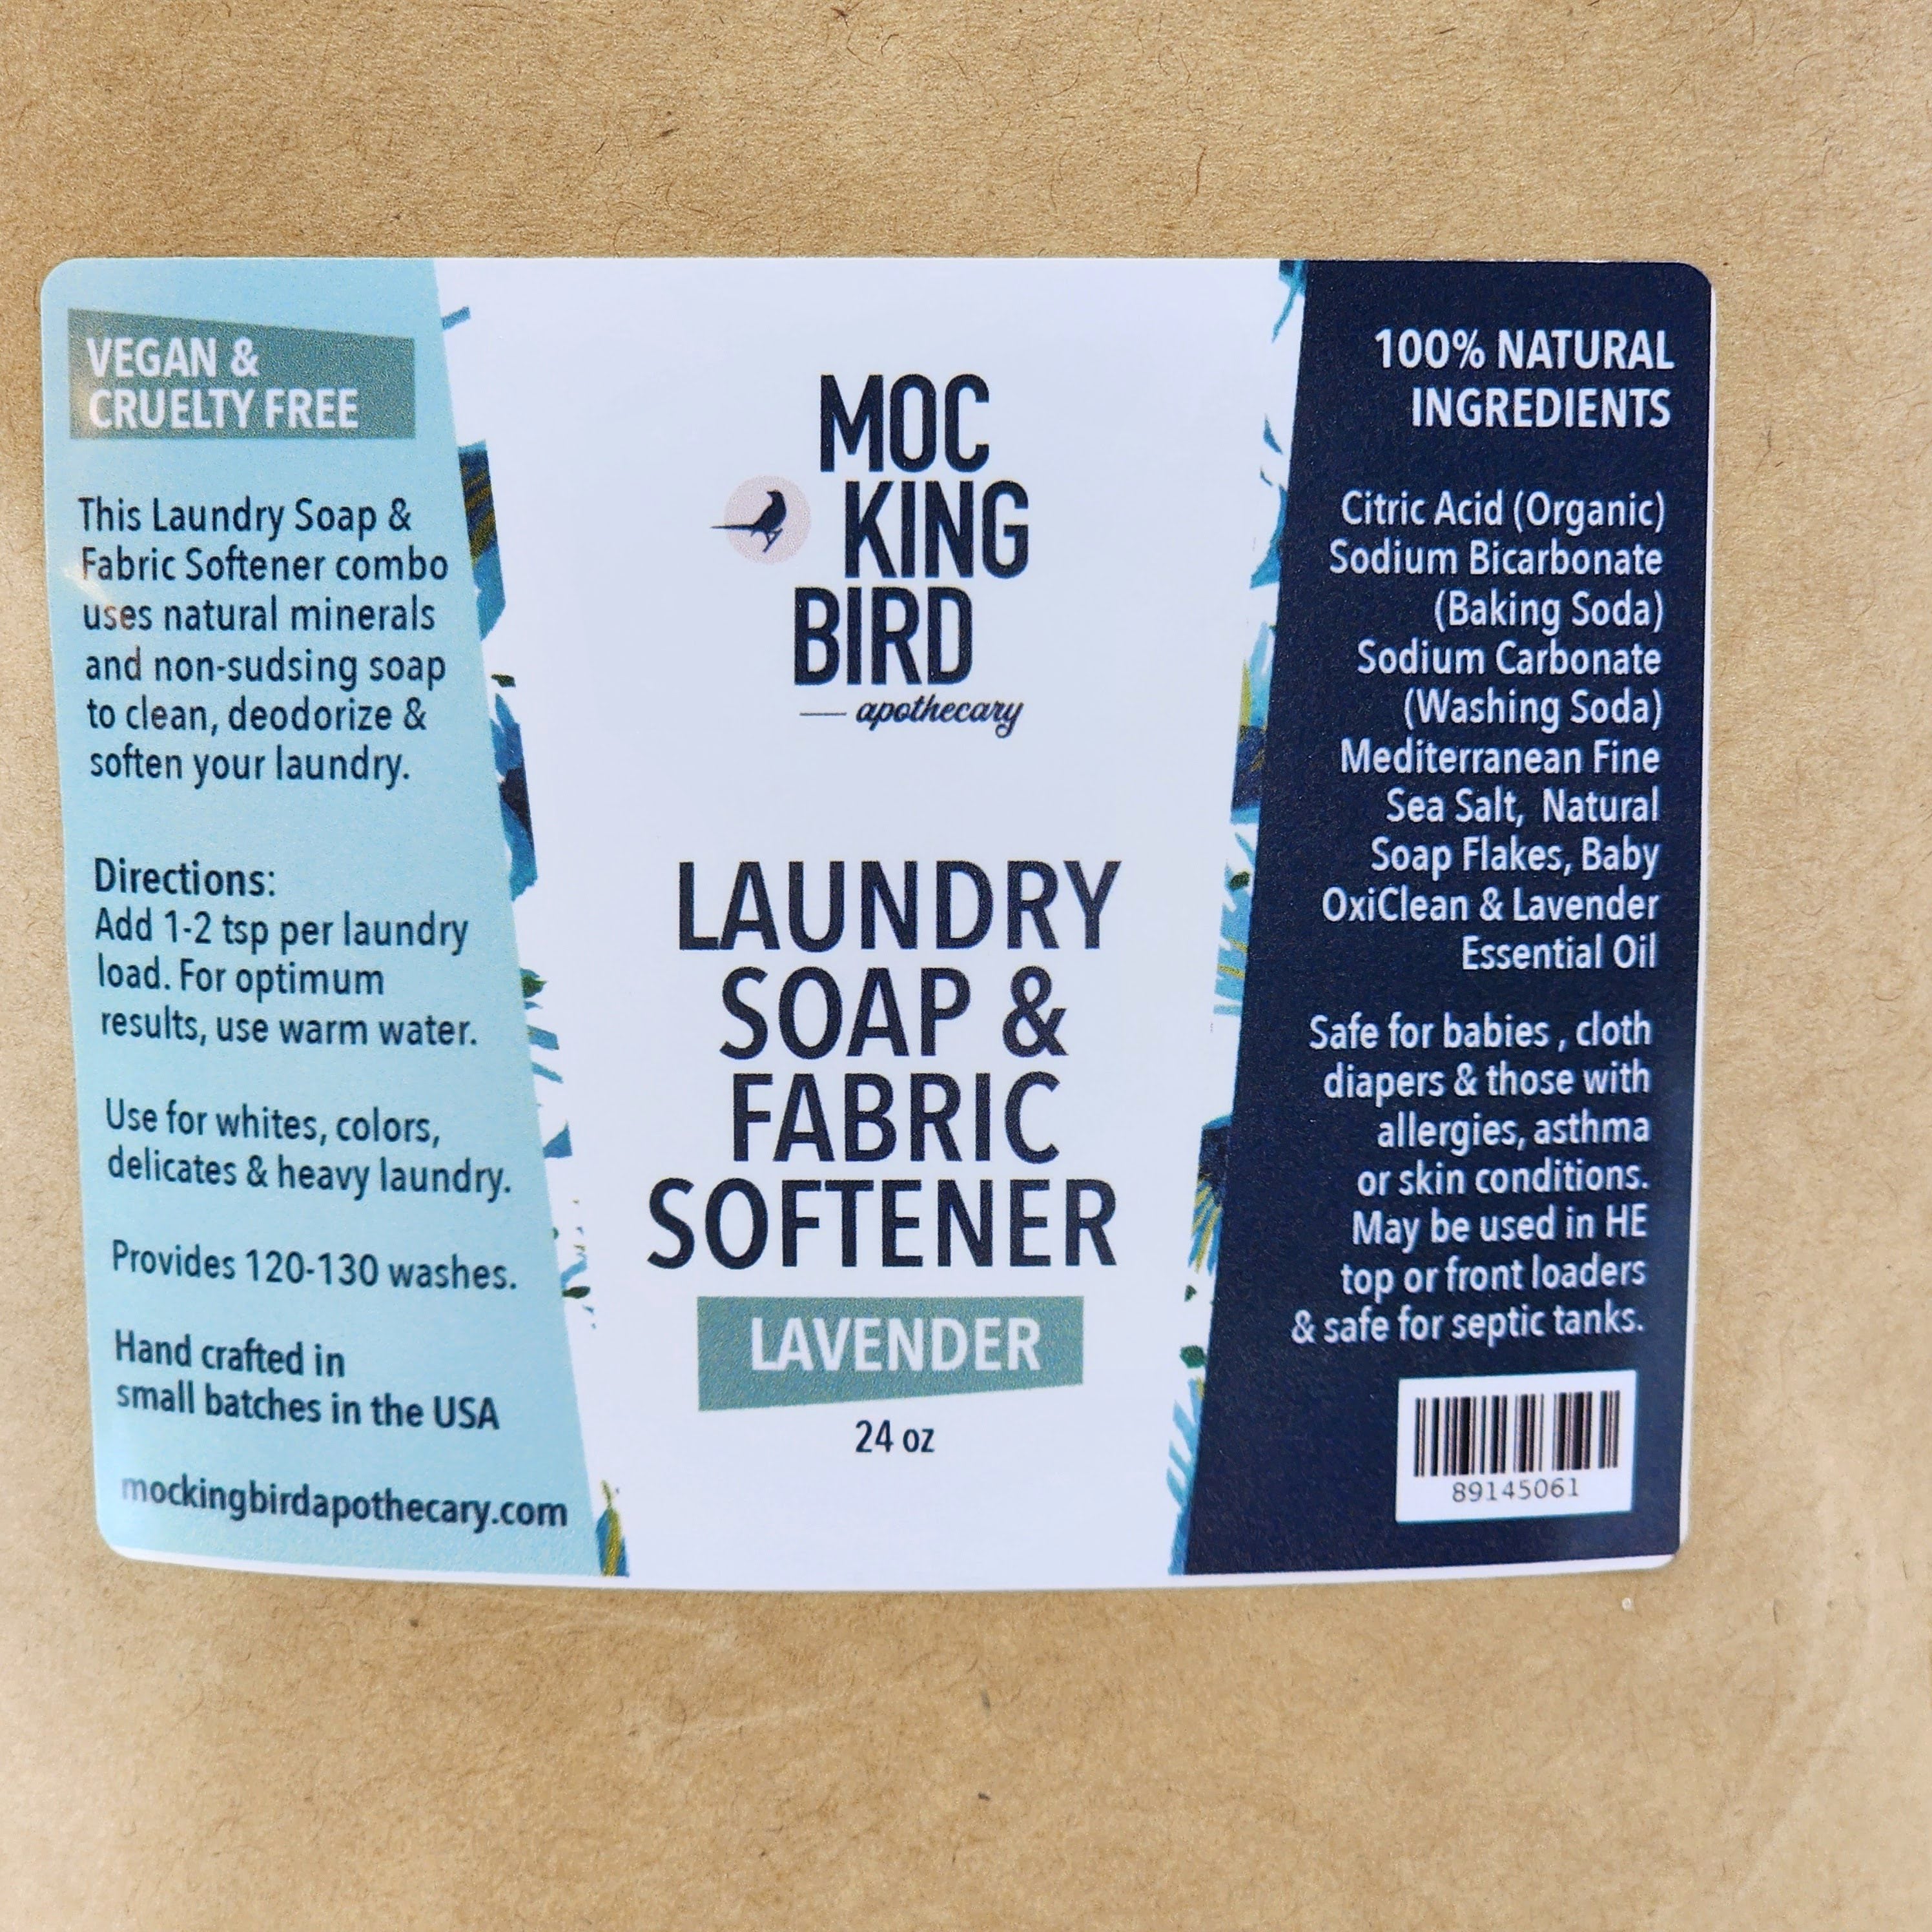 VEGAN &
CRUELTY FREE
This Laundry Soap &
Fabric Softener combo
uses natural minerals
and non-sudsing soap
to clean, deodorize &
soften your laundry.
Directions:
Add 1-2 tsp per laundry
load. For optimum
results, use warm water.
Use for whites, colors,
delicates & heavy laundry.
Provides 120-130 washes.
Hand crafted in
small batches in the USA
mockingbirdapothecary.com
MOC
KING
BIRD
apothecary
LAUNDRY
SOAP &
FABRIC
SOFTENER
LAVENDER
24 oz
100% NATURAL
INGREDIENTS
Citric Acid (Organic)
Sodium Bicarbonate
(Baking Soda)
Sodium Carbonate
(Washing Soda)
Mediterranean Fine
Sea Salt, Natural
Soap Flakes, Baby
OxiClean & Lavender
Essential Oil
Safe for babies , cloth
diapers & those with
allergies, asthma
or skin conditions.
May be used in HE
top or front loaders
& safe for septic tanks.
89145061